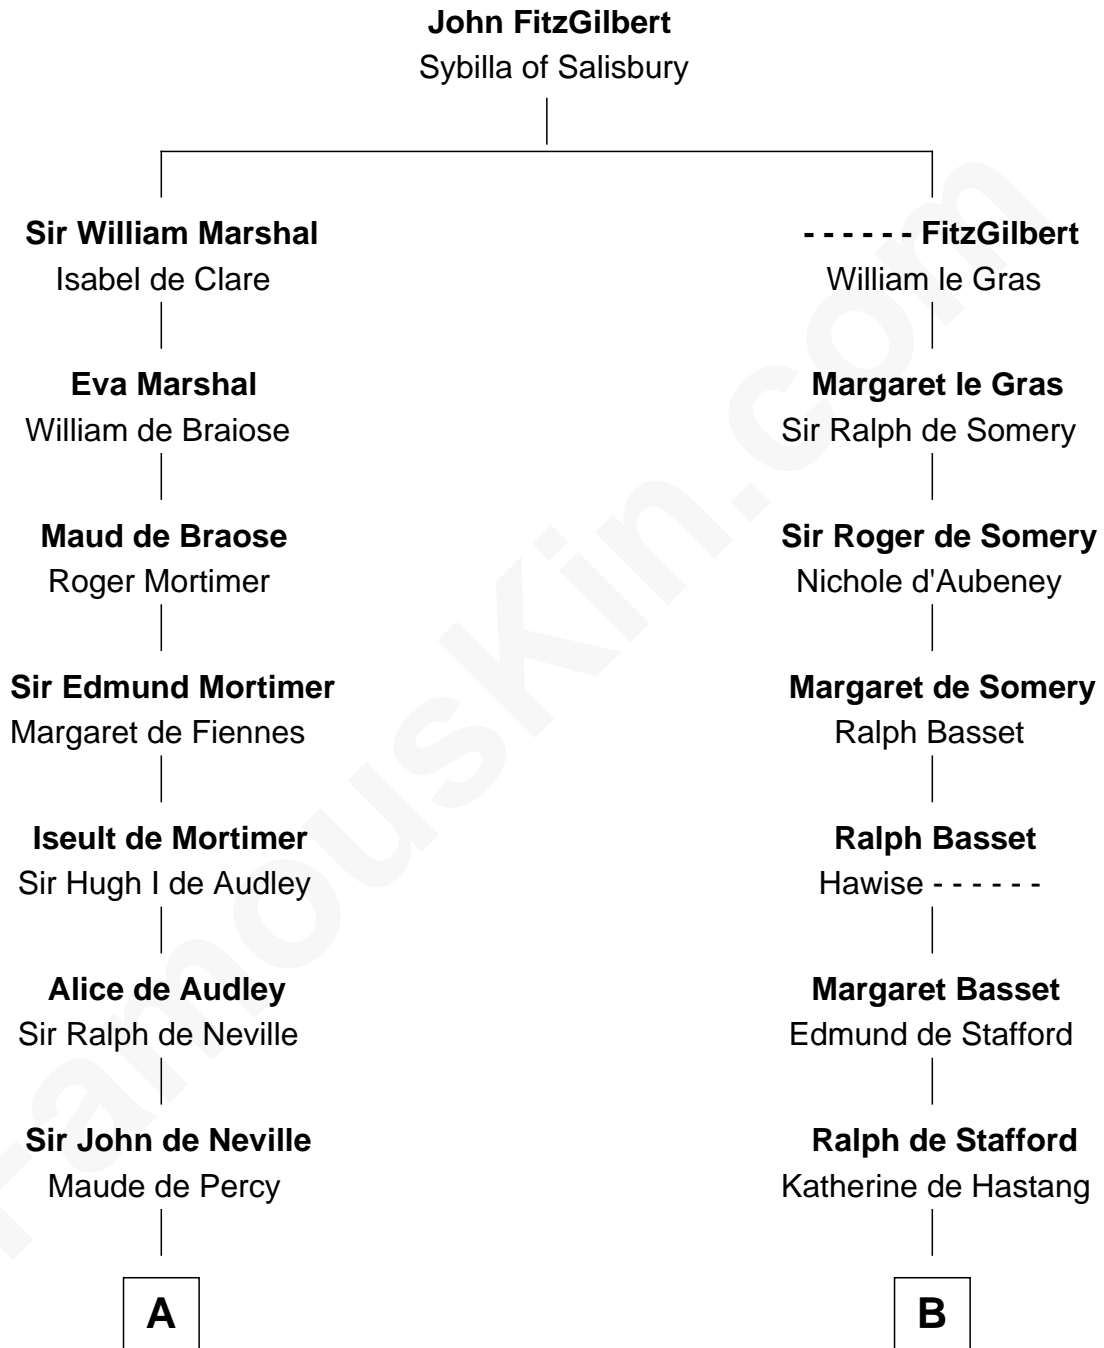 John FitzGilbert
Sybilla of Salisbury
Sir William Marshal
Isabel de Clare
- - - - - - FitzGilbert
William le Gras
Eva Marshal
William de Braiose
Margaret le Gras
Sir Ralph de Somery
Maud de Braose
Roger Mortimer
Sir Roger de Somery
Nichole d'Aubeney
Sir Edmund Mortimer
Margaret de Fiennes
Margaret de Somery
Ralph Basset
Iseult de Mortimer
Sir Hugh I de Audley
Ralph Basset
Hawise - - - - - -
Alice de Audley
Sir Ralph de Neville
Margaret Basset
Edmund de Stafford
Sir John de Neville
Maude de Percy
Ralph de Stafford
Katherine de Hastang
A
B
FamousKin.com